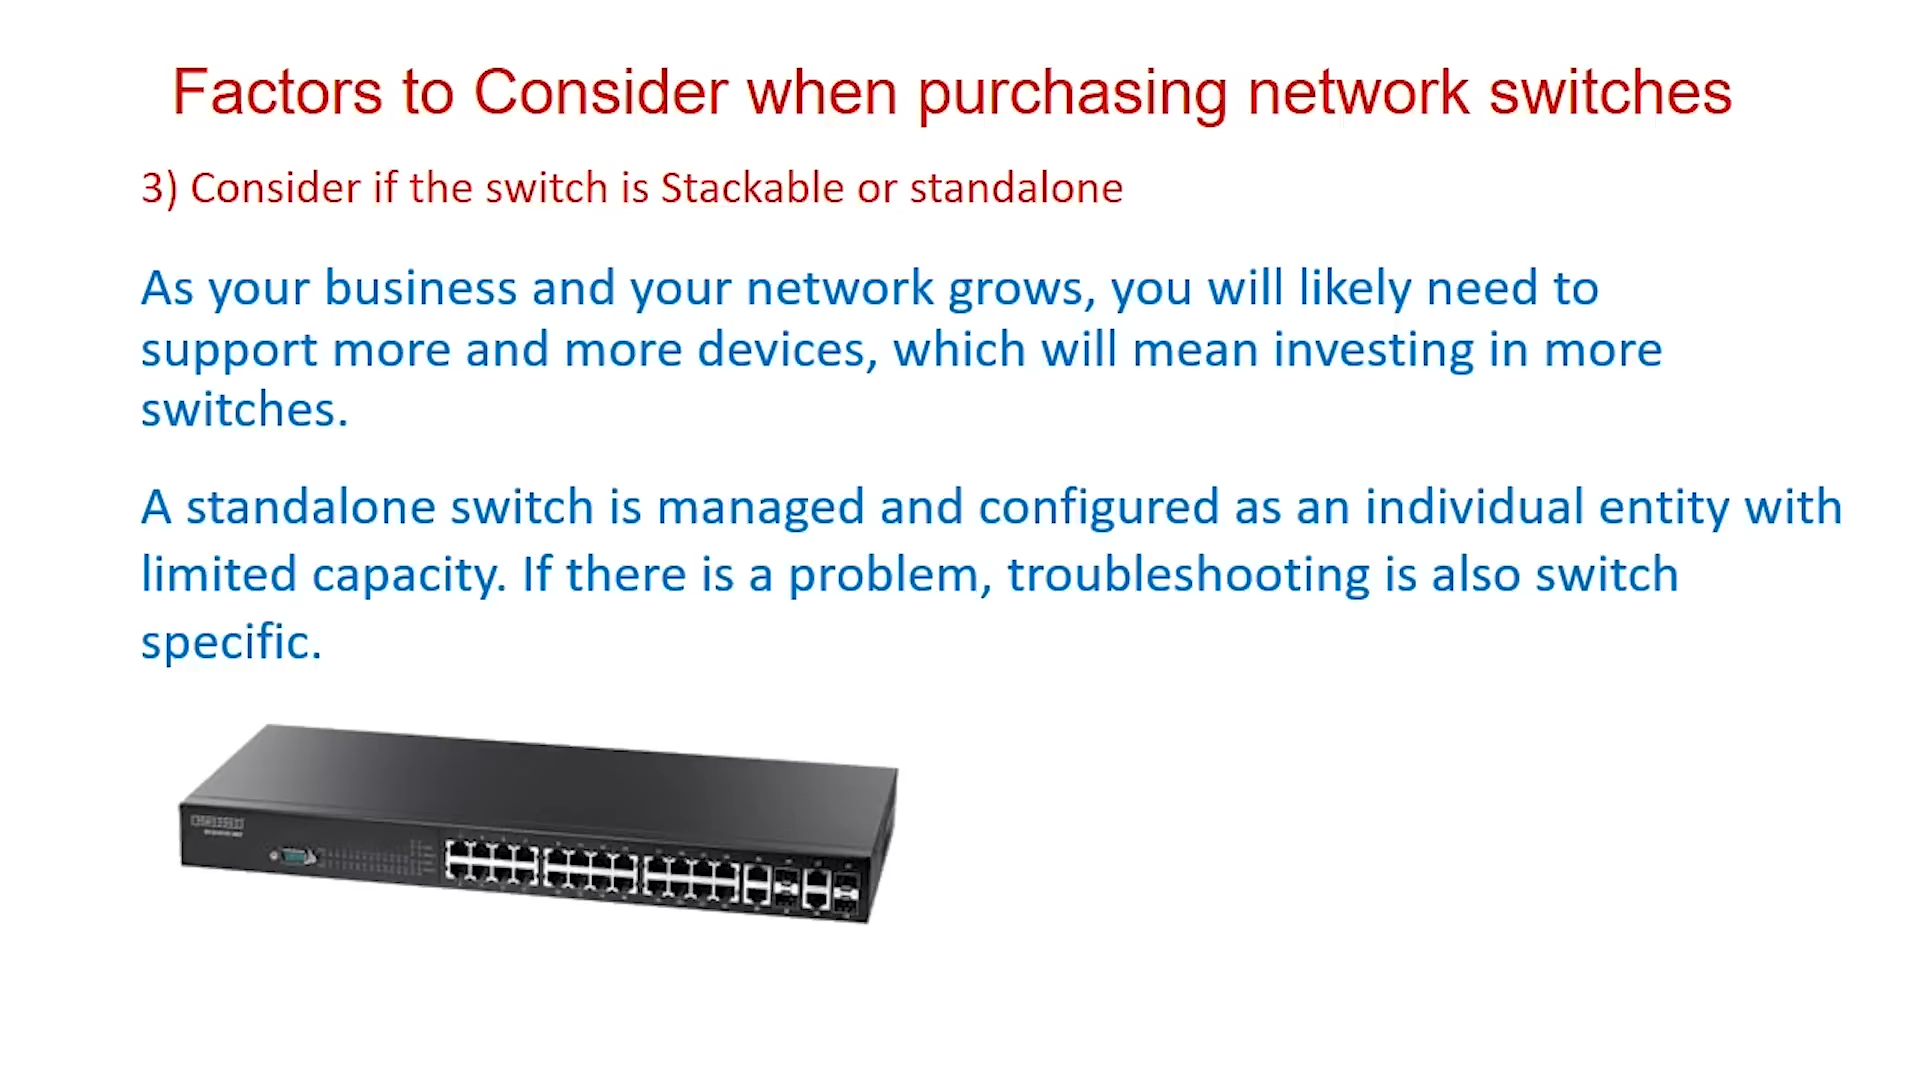 Factors to Consider when purchasing network switches
3) Consider if the switch is Stackable or standalone
As your business and your network grows, you will likely need to
support more and more devices, which will mean investing in more
switches.
A standalone switch is managed and configured as an individual entity with
limited capacity. If there is a problem, troubleshooting is also switch
specific.